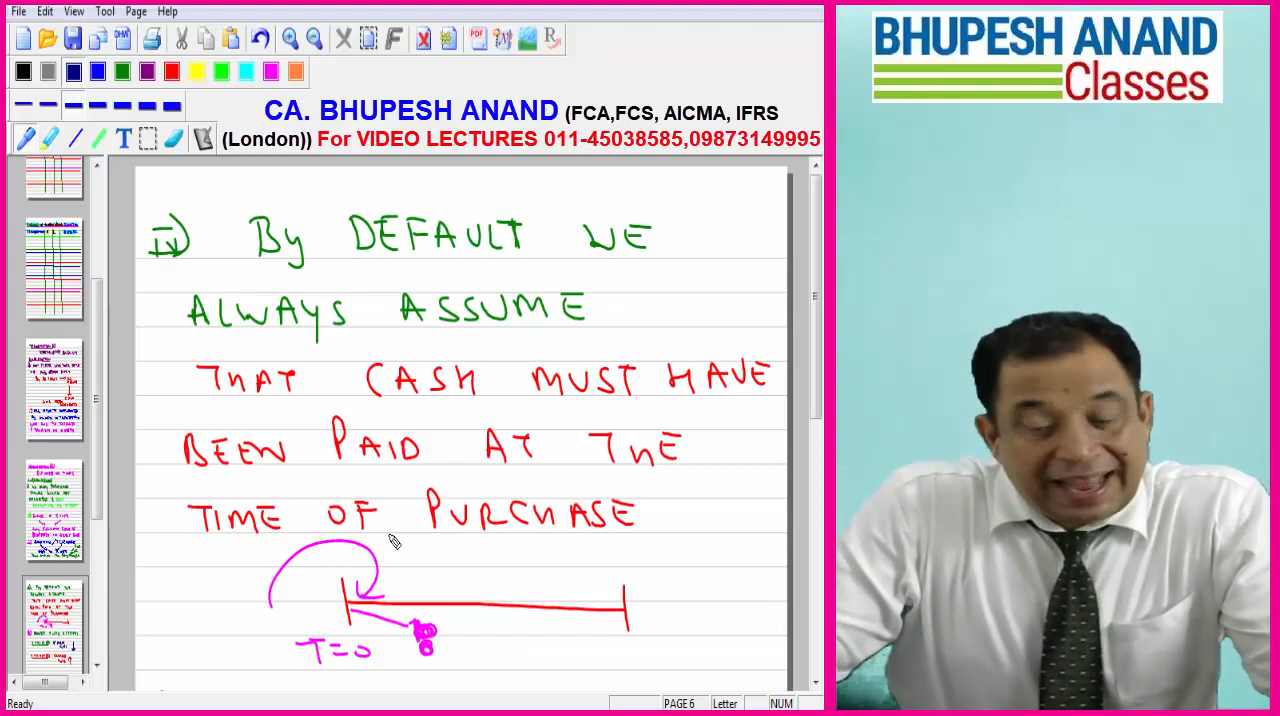 File Edit View Tool Page Help
BHUPESH ANAND
Classes
CA. BHUPESH ANAND (FCA,FCS, AICMA, IFRS
(London)) For VIDEO LECTURES 011-45038585,09873149995
IV) By DEFAULT WE
ALWAYS ASSUME
THAT CASH MUST HAVE
BEEN PAID AT THE
TIME OF PURCHASE
T=0
Ready PAGE 6 Letter NUM